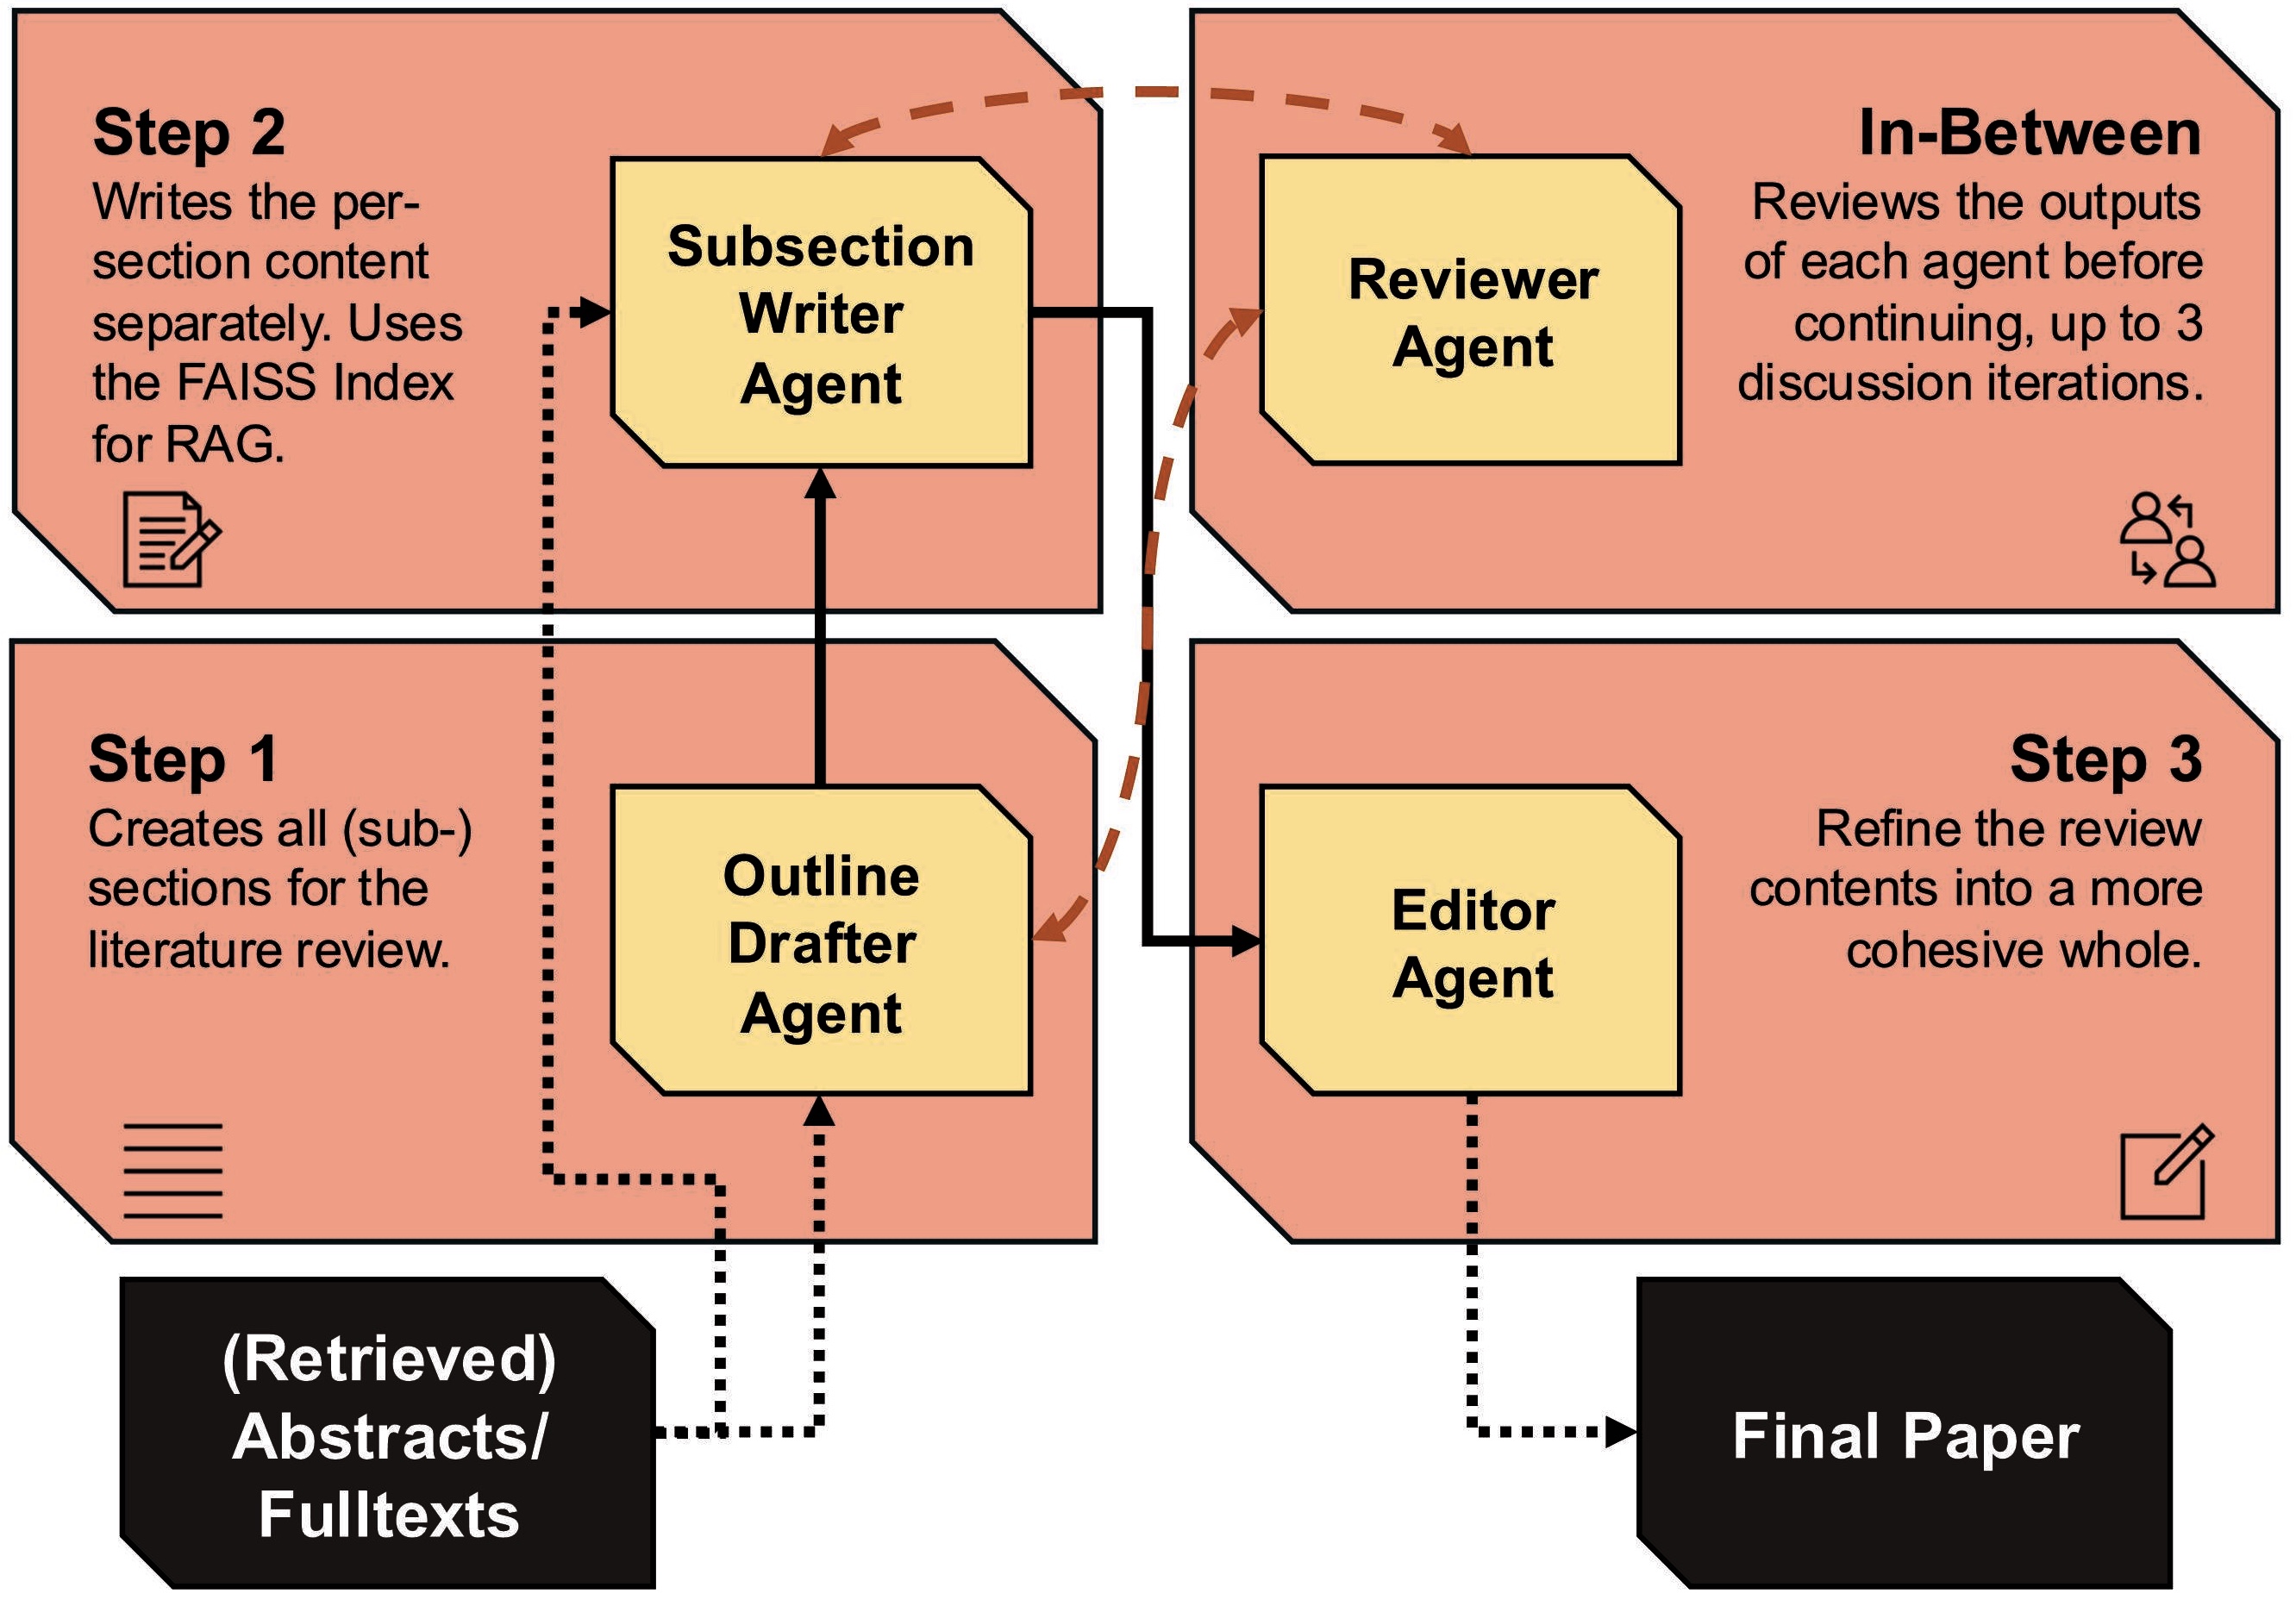 Step 2
Writes the per-
section content
separately. Uses
the FAISS Index
for RAG.
Subsection
Writer
Agent
In-Between
Reviews the outputs
of each agent before
continuing, up to 3
discussion iterations.
Reviewer
Agent
Step 1
Creates all (sub-)
sections for the
literature review.
Outline
Drafter
Agent
Step 3
Refine the review
contents into a more
cohesive whole.
Editor
Agent
(Retrieved)
Abstracts/
Fulltexts
Final Paper